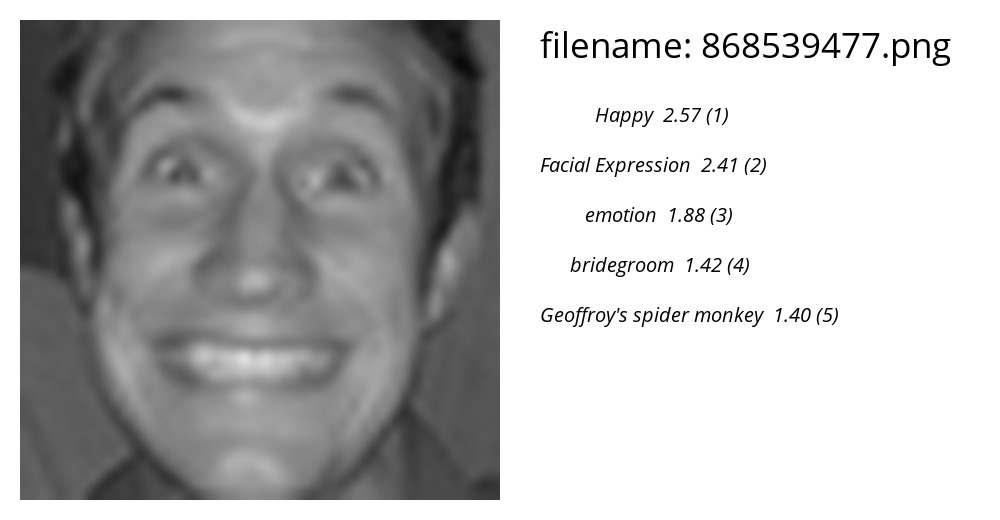 filename: 868539477.png
Happy 2.57 (1)
Facial Expression 2.41 (2)
emotion 1.88 (3)
bridegroom 1.42 (4)
Geoffroy's spider monkey 1.40 (5)